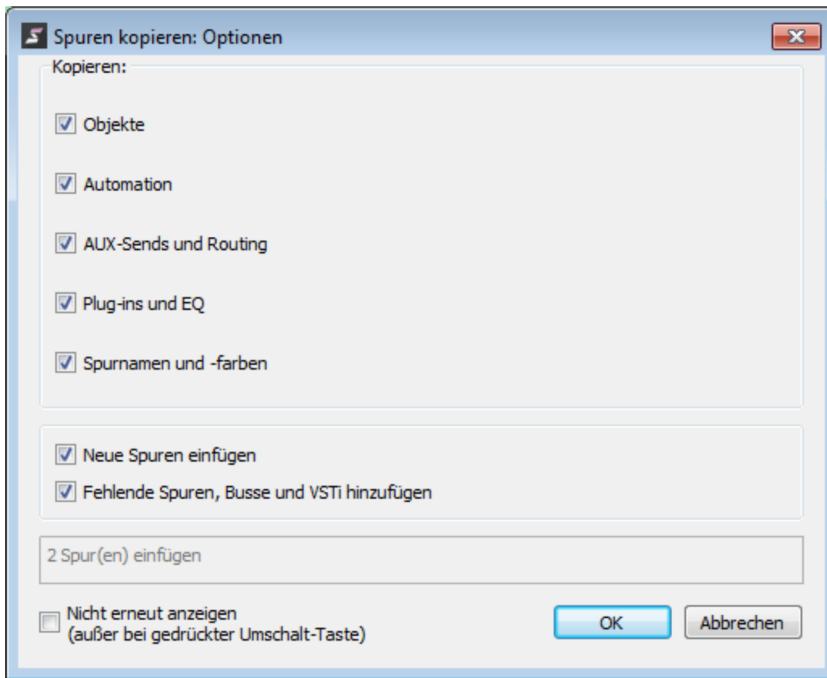 Spuren kopieren: Optionen
Kopieren:
Objekte
Automation
AUX-Sends und Routing
Plug-ins und EQ
Spurnamen und -farben
Neue Spuren einfügen
Fehlende Spuren, Busse und VSTi hinzufügen
2 Spur(en) einfügen
Nicht erneut anzeigen
(außer bei gedrückter Umschalt-Taste)
OK
Abbrechen